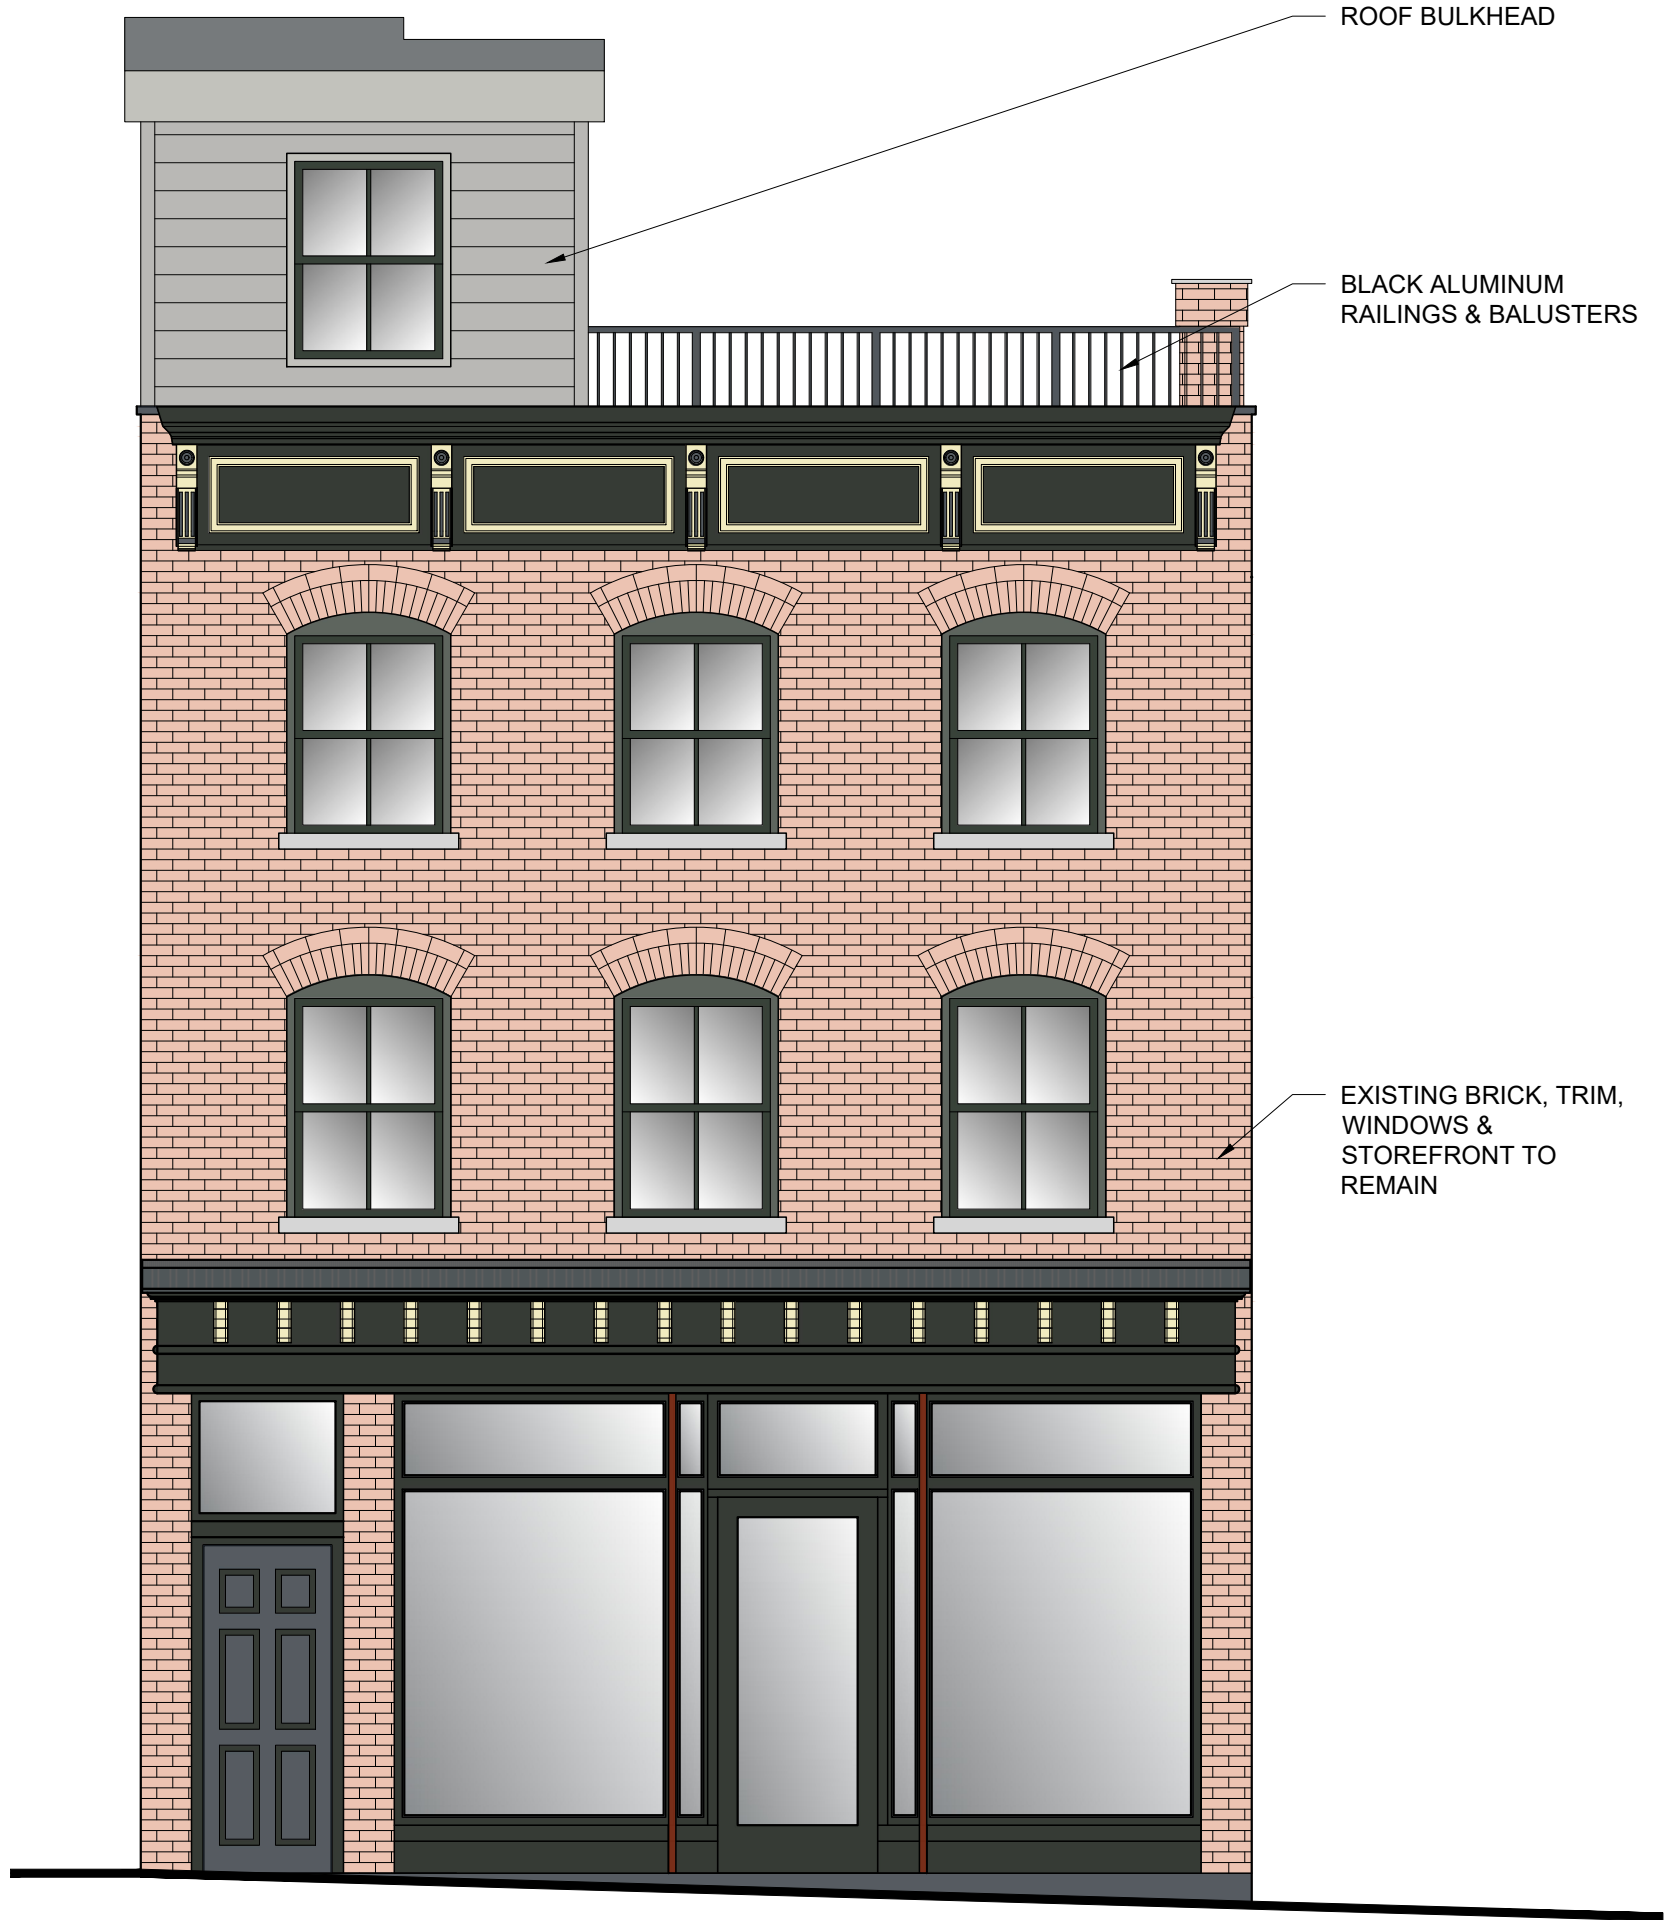 ROOF BULKHEAD
BLACK ALUMINUM
RAILINGS & BALUSTERS
EXISTING BRICK, TRIM,
WINDOWS &
STOREFRONT TO
REMAIN